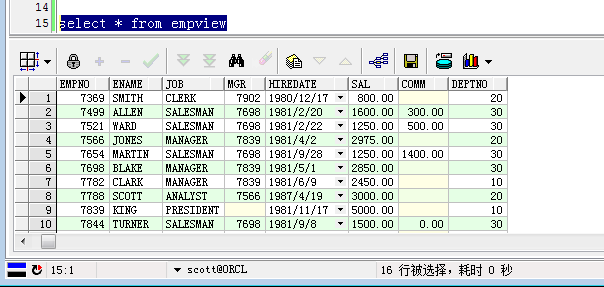 14
15 select * from empview
EMPNO ENAME JOB MGR HIREDATE SAL COMM DEPTNO
1 7369 SMITH CLERK 7902 1980/12/17 800.00 20
2 7499 ALLEN SALESMAN 7698 1981/2/20 1600.00 300.00 30
3 7521 WARD SALESMAN 7698 1981/2/22 1250.00 500.00 30
4 7566 JONES MANAGER 7839 1981/4/2 2975.00 20
5 7654 MARTIN SALESMAN 7698 1981/9/28 1250.00 1400.00 30
6 7698 BLAKE MANAGER 7839 1981/5/1 2850.00 30
7 7782 CLARK MANAGER 7839 1981/6/9 2450.00 10
8 7788 SCOTT ANALYST 7566 1987/4/19 3000.00 20
9 7839 KING PRESIDENT 1981/11/17 5000.00 10
10 7844 TURNER SALESMAN 7698 1981/9/8 1500.00 0.00 30
15:1 scott@ORCL 16 行被选择，耗时 0 秒